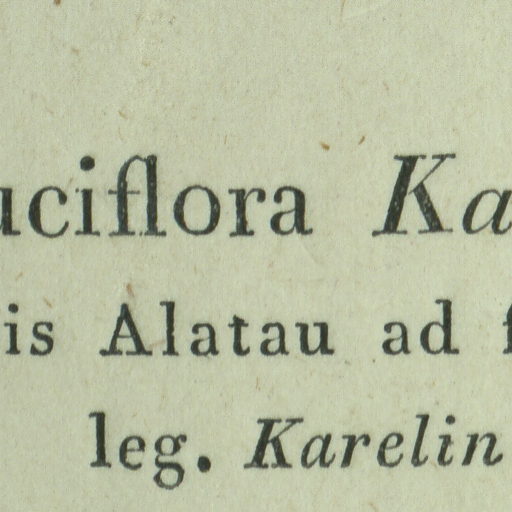 uciflora Ka
is Alatau ad
leg. Karelin